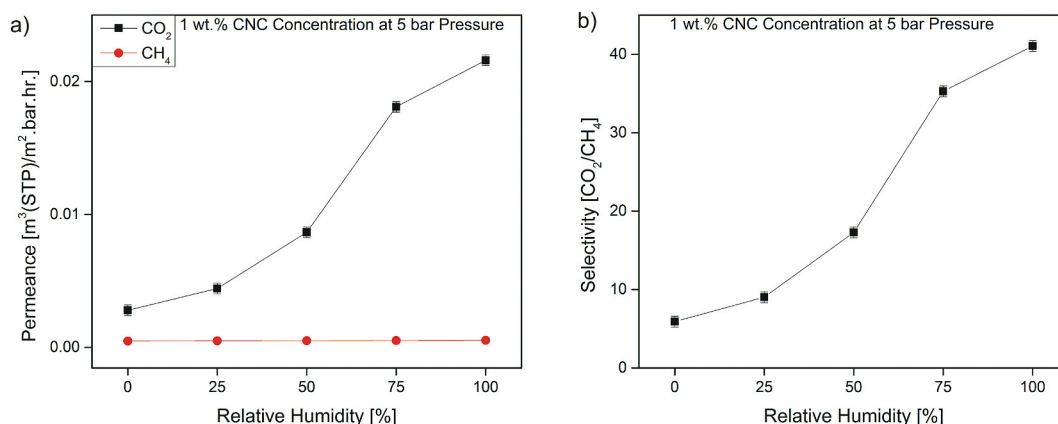 a)
1 wt.% CNC Concentration at 5 bar Pressure
CO₂
CH₄
Permeance [m³(STP)/m².bar.hr.]
0.02
0.01
0.00
0 25 50 75 100
Relative Humidity [%]
b)
1 wt.% CNC Concentration at 5 bar Pressure
Selectivity [CO₂/CH₄]
40
30
20
10
0
0 25 50 75 100
Relative Humidity [%]